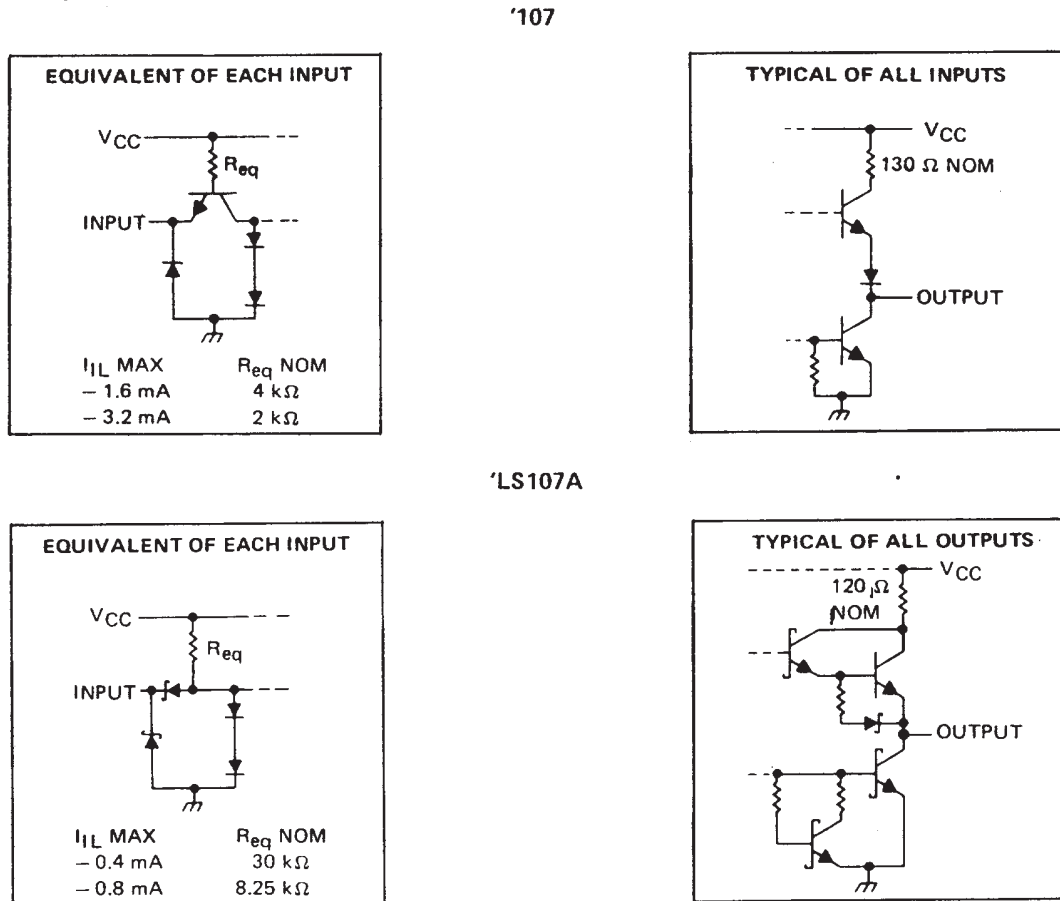 '107
EQUIVALENT OF EACH INPUT
VCC
Req
INPUT
IIL MAX Req NOM
– 1.6 mA 4 kΩ
– 3.2 mA 2 kΩ
TYPICAL OF ALL INPUTS
VCC
130 Ω NOM
OUTPUT
'LS107A
EQUIVALENT OF EACH INPUT
VCC
Req
INPUT
IIL MAX Req NOM
– 0.4 mA 30 kΩ
– 0.8 mA 8.25 kΩ
TYPICAL OF ALL OUTPUTS
VCC
120 Ω
NOM
OUTPUT